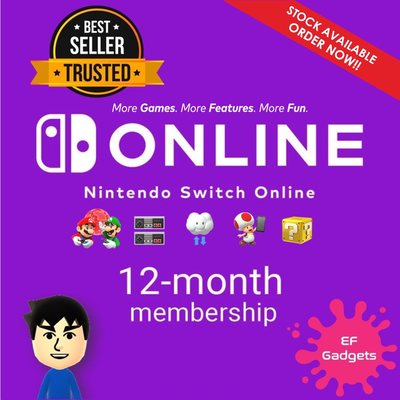 BEST
SELLER
TRUSTED
STOCK AVAILABLE
ORDER NOW!!
More Games. More Features. More Fun.
ONLINE
Nintendo Switch Online
12-month
membership
EF
Gadgets